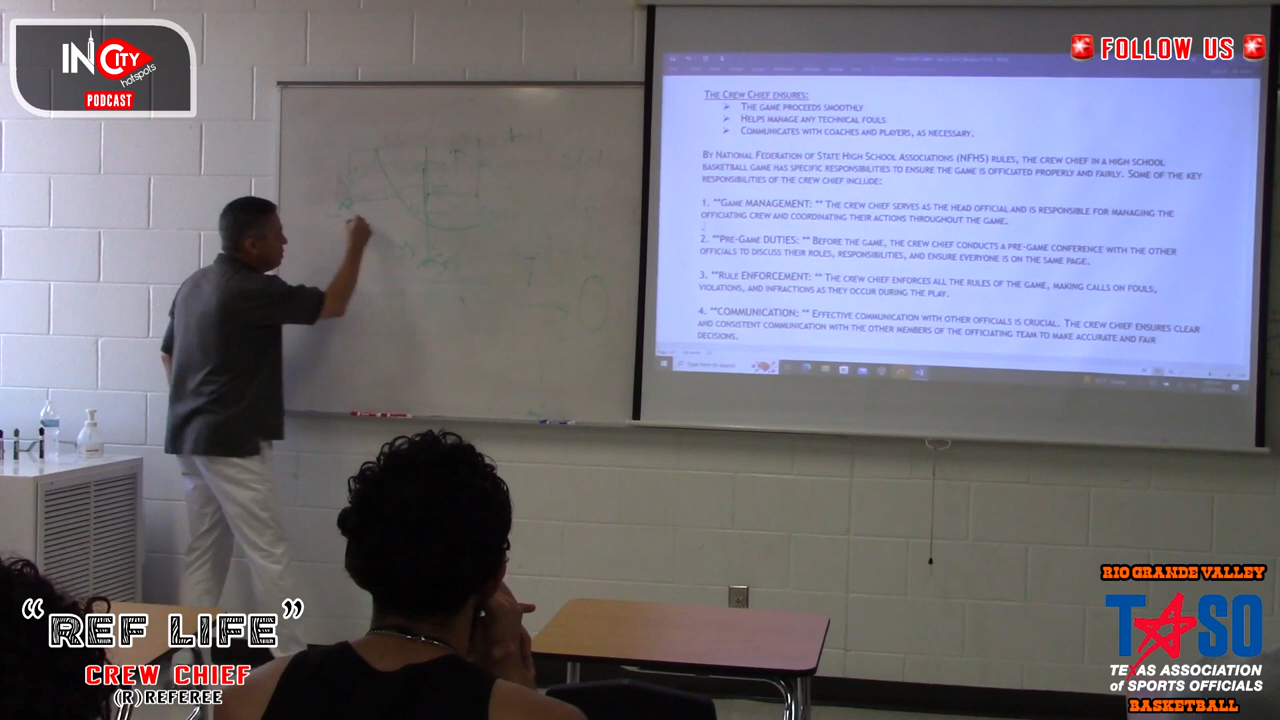 IN CITY
hotspots
PODCAST
🚨 FOLLOW US 🚨
THE CREW CHIEF ENSURES:
➢ THE GAME PROCEEDS SMOOTHLY
➢ HELPS MANAGE ANY TECHNICAL FOULS
➢ COMMUNICATES WITH COACHES AND PLAYERS, AS NECESSARY.
BY NATIONAL FEDERATION OF STATE HIGH SCHOOL ASSOCIATIONS (NFHS) RULES, THE CREW CHIEF IN A HIGH SCHOOL
BASKETBALL GAME HAS SPECIFIC RESPONSIBILITIES TO ENSURE THE GAME IS OFFICIATED PROPERLY AND FAIRLY. SOME OF THE KEY
RESPONSIBILITIES OF THE CREW CHIEF INCLUDE:
1. **GAME MANAGEMENT: ** THE CREW CHIEF SERVES AS THE HEAD OFFICIAL AND IS RESPONSIBLE FOR MANAGING THE
OFFICIATING CREW AND COORDINATING THEIR ACTIONS THROUGHOUT THE GAME.
2. **PRE-GAME DUTIES: ** BEFORE THE GAME, THE CREW CHIEF CONDUCTS A PRE-GAME CONFERENCE WITH THE OTHER
OFFICIALS TO DISCUSS THEIR ROLES, RESPONSIBILITIES, AND ENSURE EVERYONE IS ON THE SAME PAGE.
3. **RULE ENFORCEMENT: ** THE CREW CHIEF ENFORCES ALL THE RULES OF THE GAME, MAKING CALLS ON FOULS,
VIOLATIONS, AND INFRACTIONS AS THEY OCCUR DURING THE PLAY.
4. **COMMUNICATION: ** EFFECTIVE COMMUNICATION WITH OTHER OFFICIALS IS CRUCIAL. THE CREW CHIEF ENSURES CLEAR
AND CONSISTENT COMMUNICATION WITH THE OTHER MEMBERS OF THE OFFICIATING TEAM TO MAKE ACCURATE AND FAIR
DECISIONS.
Type here to search
“REF LIFE”
CREW CHIEF
(R)REFEREE
RIO GRANDE VALLEY
TASO
TEXAS ASSOCIATION
of SPORTS OFFICIALS
BASKETBALL